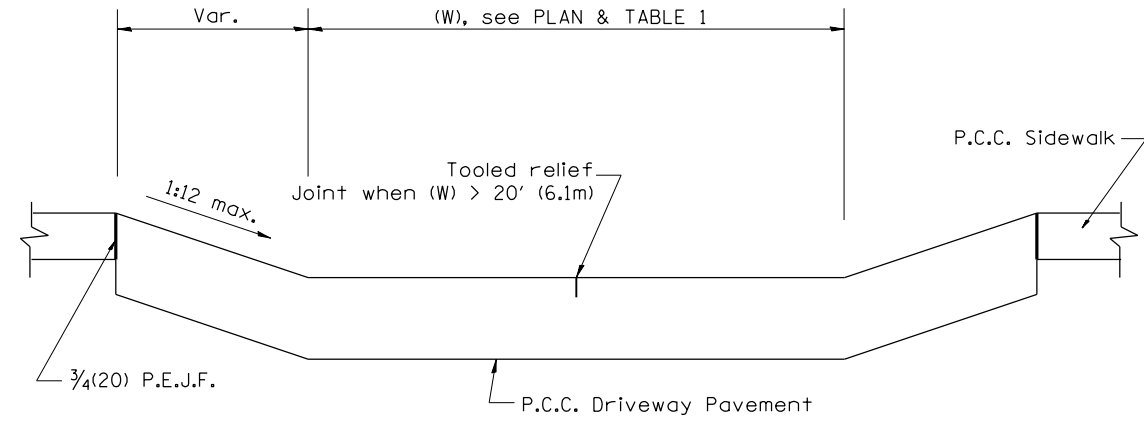 Var.
(W), see PLAN & TABLE 1
P.C.C. Sidewalk
Tooled relief
Joint when (W) > 20' (6.1m)
1:12 max.
¾(20) P.E.J.F.
P.C.C. Driveway Pavement